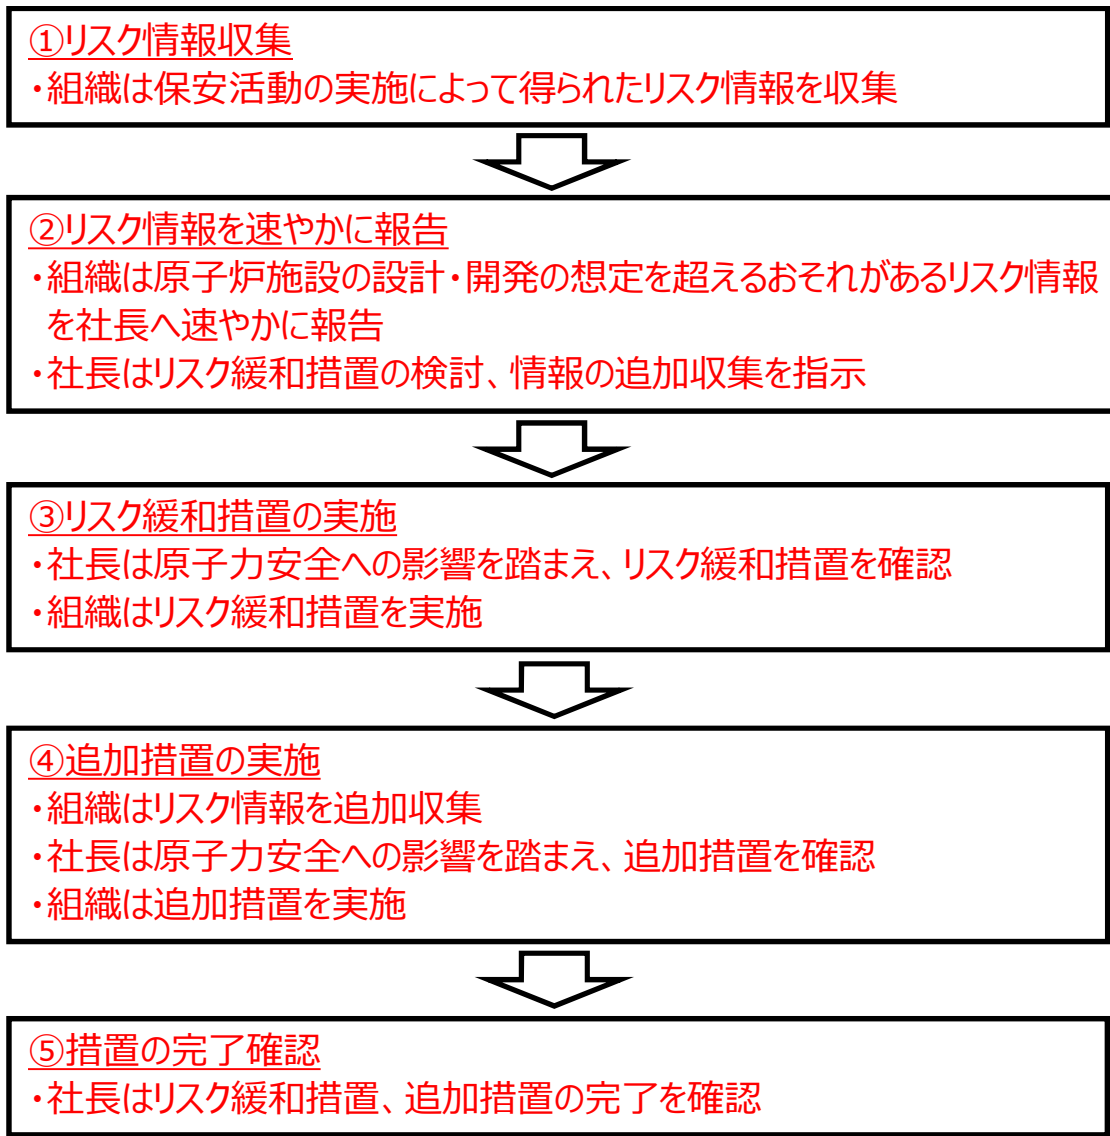 ①リスク情報収集
・組織は保安活動の実施によって得られたリスク情報を収集
②リスク情報を速やかに報告
・組織は原子炉施設の設計・開発の想定を超えるおそれがあるリスク情報
を社長へ速やかに報告
・社長はリスク緩和措置の検討、情報の追加収集を指示
③リスク緩和措置の実施
・社長は原子力安全への影響を踏まえ、リスク緩和措置を確認
・組織はリスク緩和措置を実施
④追加措置の実施
・組織はリスク情報を追加収集
・社長は原子力安全への影響を踏まえ、追加措置を確認
・組織は追加措置を実施
⑤措置の完了確認
・社長はリスク緩和措置、追加措置の完了を確認